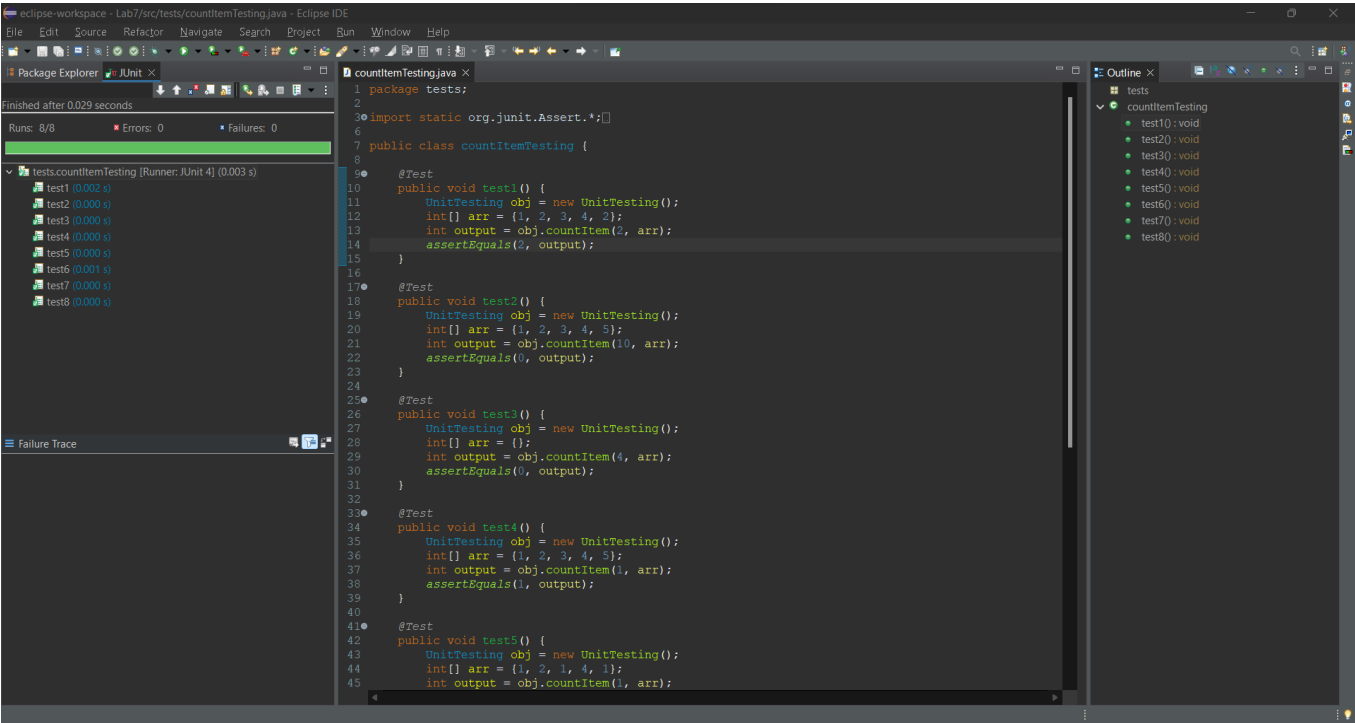 eclipse-workspace - Lab7/src/tests/countItemTesting.java - Eclipse IDE
File Edit Source Refactor Navigate Search Project Run Window Help
Package Explorer JUnit
Finished after 0.029 seconds
Runs: 8/8 Errors: 0 Failures: 0
tests.countItemTesting [Runner: JUnit 4] (0.003 s)
test1 (0.002 s)
test2 (0.000 s)
test3 (0.000 s)
test4 (0.000 s)
test5 (0.000 s)
test6 (0.001 s)
test7 (0.000 s)
test8 (0.000 s)
Failure Trace
countItemTesting.java
1 package tests;
2
3 import static org.junit.Assert.*;
6
7 public class countItemTesting {
8
9 @Test
10 public void test1() {
11 UnitTesting obj = new UnitTesting();
12 int[] arr = {1, 2, 3, 4, 2};
13 int output = obj.countItem(2, arr);
14 assertEquals(2, output);
15 }
16
17 @Test
18 public void test2() {
19 UnitTesting obj = new UnitTesting();
20 int[] arr = {1, 2, 3, 4, 5};
21 int output = obj.countItem(10, arr);
22 assertEquals(0, output);
23 }
24
25 @Test
26 public void test3() {
27 UnitTesting obj = new UnitTesting();
28 int[] arr = {};
29 int output = obj.countItem(4, arr);
30 assertEquals(0, output);
31 }
32
33 @Test
34 public void test4() {
35 UnitTesting obj = new UnitTesting();
36 int[] arr = {1, 2, 3, 4, 5};
37 int output = obj.countItem(1, arr);
38 assertEquals(1, output);
39 }
40
41 @Test
42 public void test5() {
43 UnitTesting obj = new UnitTesting();
44 int[] arr = {1, 2, 1, 4, 1};
45 int output = obj.countItem(1, arr);
Outline
tests
countItemTesting
test1() : void
test2() : void
test3() : void
test4() : void
test5() : void
test6() : void
test7() : void
test8() : void